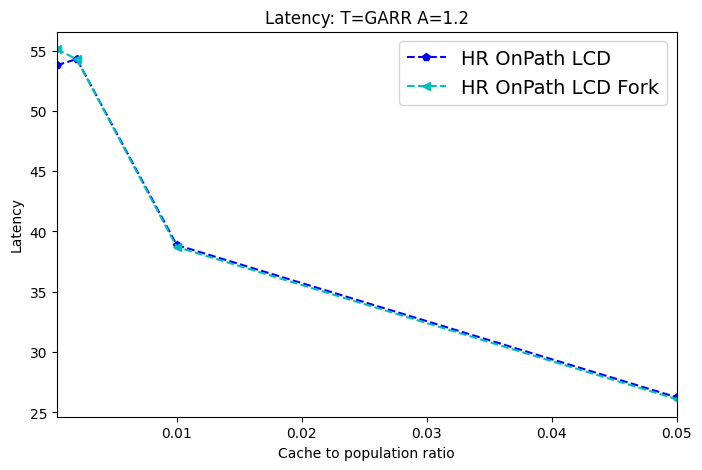 Latency: T=GARR A=1.2
HR OnPath LCD
HR OnPath LCD Fork
Latency
55
50
45
40
35
30
25
0.01 0.02 0.03 0.04 0.05
Cache to population ratio